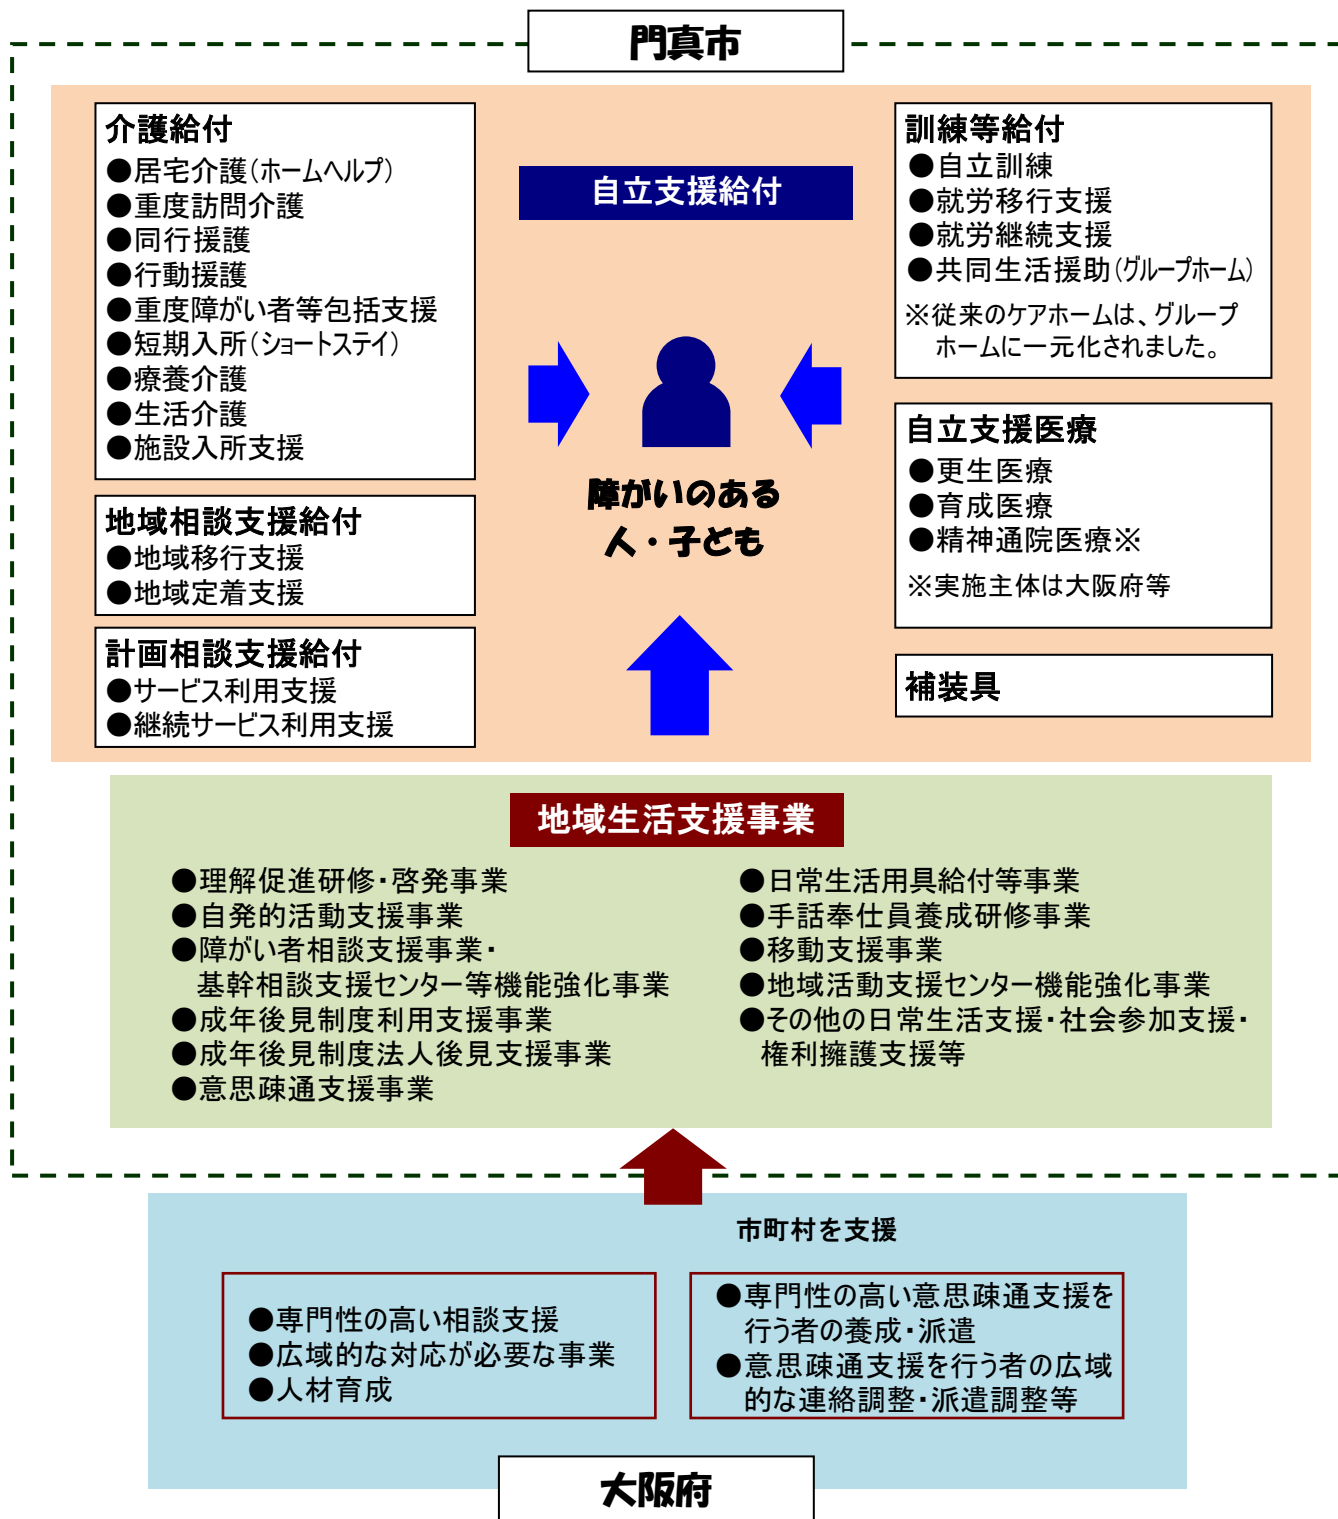 門真市
介護給付
●居宅介護(ホームヘルプ)
●重度訪問介護
●同行援護
●行動援護
●重度障がい者等包括支援
●短期入所(ショートステイ)
●療養介護
●生活介護
●施設入所支援
地域相談支援給付
●地域移行支援
●地域定着支援
計画相談支援給付
●サービス利用支援
●継続サービス利用支援
自立支援給付
障がいのある
人・子ども
訓練等給付
●自立訓練
●就労移行支援
●就労継続支援
●共同生活援助(グループホーム)
※従来のケアホームは、グループ
ホームに一元化されました。
自立支援医療
●更生医療
●育成医療
●精神通院医療※
※実施主体は大阪府等
補装具
地域生活支援事業
●理解促進研修・啓発事業
●自発的活動支援事業
●障がい者相談支援事業・
基幹相談支援センター等機能強化事業
●成年後見制度利用支援事業
●成年後見制度法人後見支援事業
●意思疎通支援事業
●日常生活用具給付等事業
●手話奉仕員養成研修事業
●移動支援事業
●地域活動支援センター機能強化事業
●その他の日常生活支援・社会参加支援・
権利擁護支援等
市町村を支援
●専門性の高い相談支援
●広域的な対応が必要な事業
●人材育成
●専門性の高い意思疎通支援を
行う者の養成・派遣
●意思疎通支援を行う者の広域
的な連絡調整・派遣調整等
大阪府